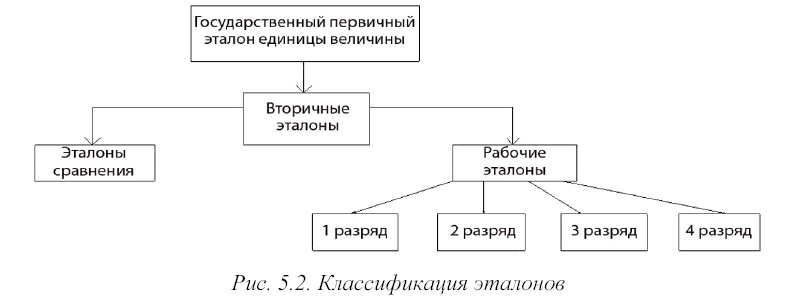 Государственный первичный
эталон единицы величины
Вторичные
эталоны
Эталоны
сравнения
Рабочие
эталоны
1 разряд
2 разряд
3 разряд
4 разряд
Рис. 5.2. Классификация эталонов